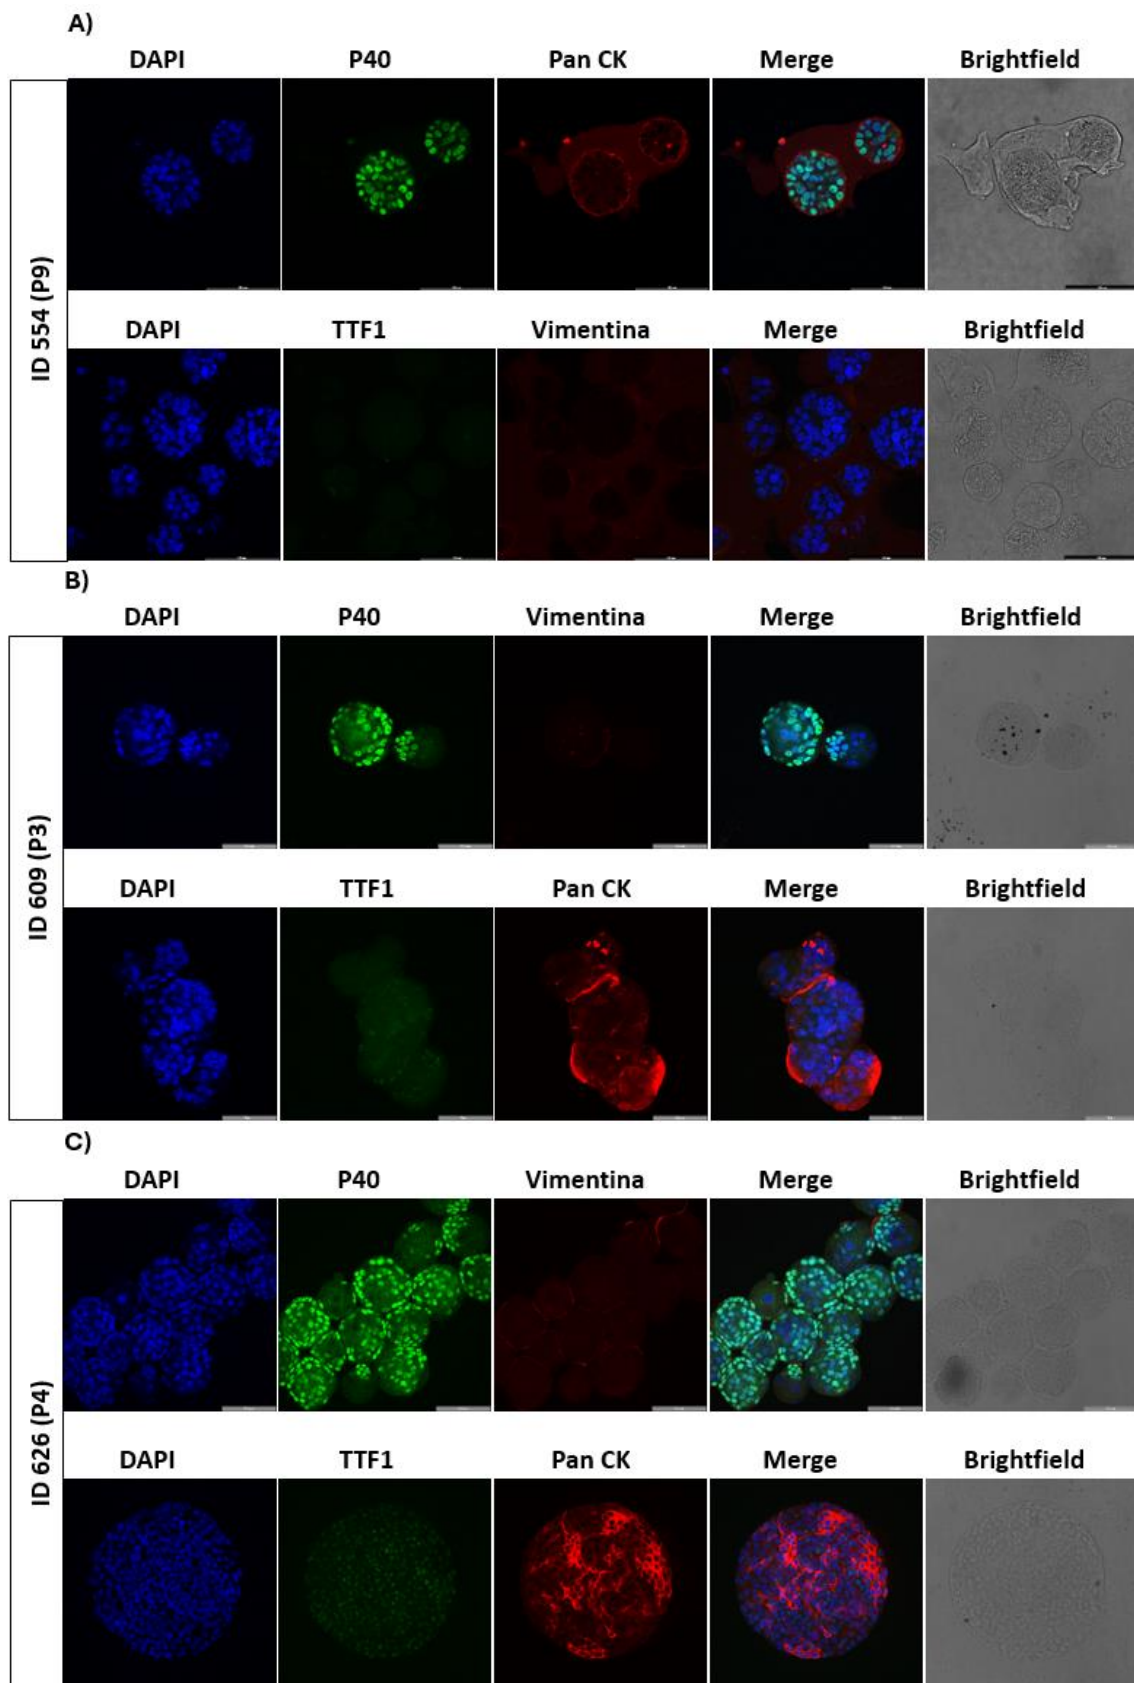 A)
DAPI P40 Pan CK Merge Brightfield
ID 554 (P9)
DAPI TTF1 Vimentina Merge Brightfield
B)
DAPI P40 Vimentina Merge Brightfield
ID 609 (P3)
DAPI TTF1 Pan CK Merge Brightfield
C)
DAPI P40 Vimentina Merge Brightfield
ID 626 (P4)
DAPI TTF1 Pan CK Merge Brightfield